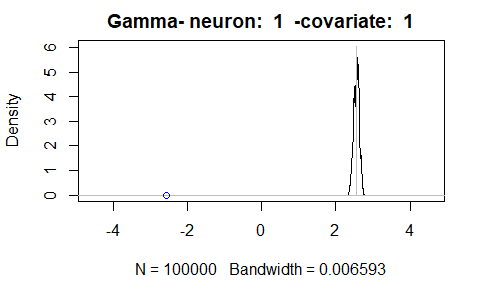 Gamma- neuron: 1 -covariate: 1
Density
6
5
4
3
2
1
0
-4 -2 0 2 4
N = 100000 Bandwidth = 0.006593